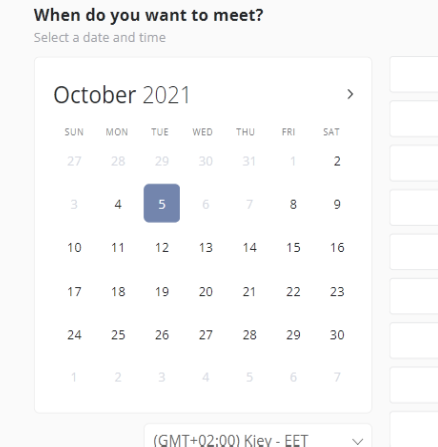 When do you want to meet?
Select a date and time
October 2021
SUN MON TUE WED THU FRI SAT
27 28 29 30 31 1 2
3 4 5 6 7 8 9
10 11 12 13 14 15 16
17 18 19 20 21 22 23
24 25 26 27 28 29 30
1 2 3 4 5 6 7
(GMT+02:00) Kiev - EET